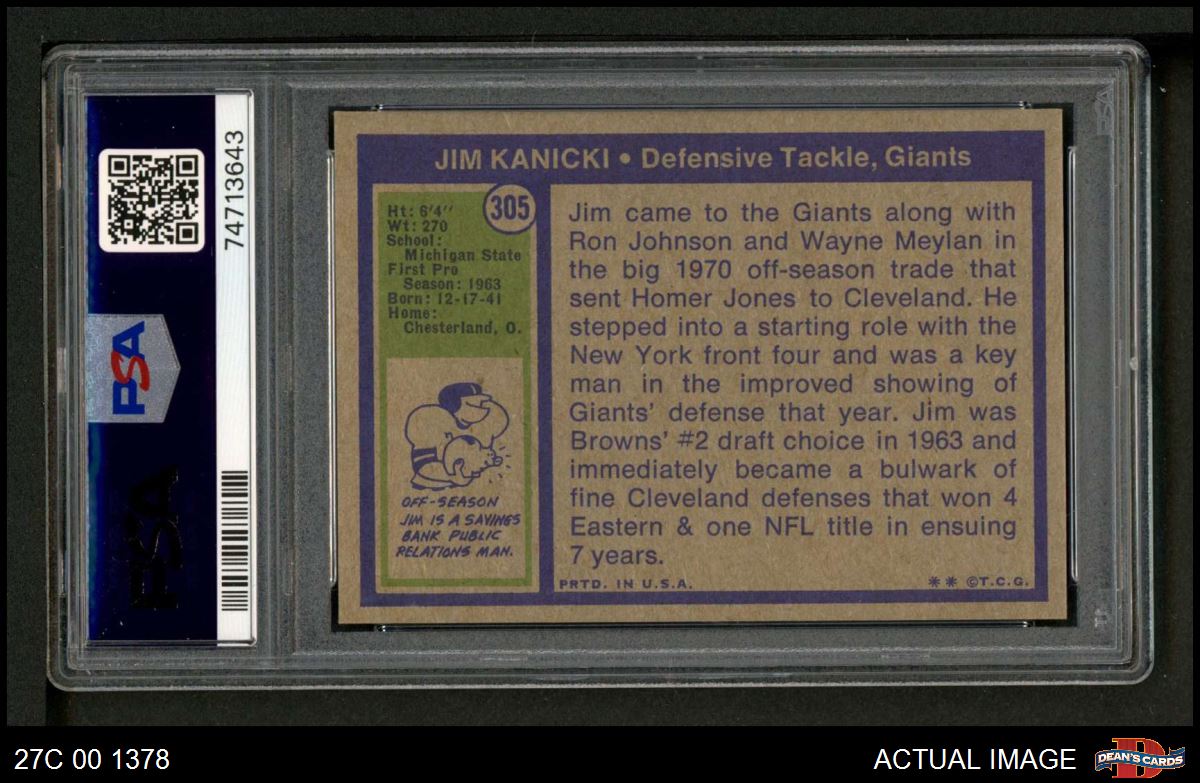 JIM KANICKI • Defensive Tackle, Giants
305
Ht: 6'4''
Wt: 270
School:
Michigan State
First Pro
Season: 1963
Born: 12-17-41
Home:
Chesterland, O.
OFF-SEASON
JIM IS A SAVINGS
BANK PUBLIC
RELATIONS MAN.
Jim came to the Giants along with
Ron Johnson and Wayne Meylan in
the big 1970 off-season trade that
sent Homer Jones to Cleveland. He
stepped into a starting role with the
New York front four and was a key
man in the improved showing of
Giants' defense that year. Jim was
Browns' #2 draft choice in 1963 and
immediately became a bulwark of
fine Cleveland defenses that won 4
Eastern & one NFL title in ensuing
7 years.
PRTD. IN U.S.A.
** ©T.C.G.
74713643
PSA
PSA
27C 00 1378
ACTUAL IMAGE
D
DEAN'S CARDS